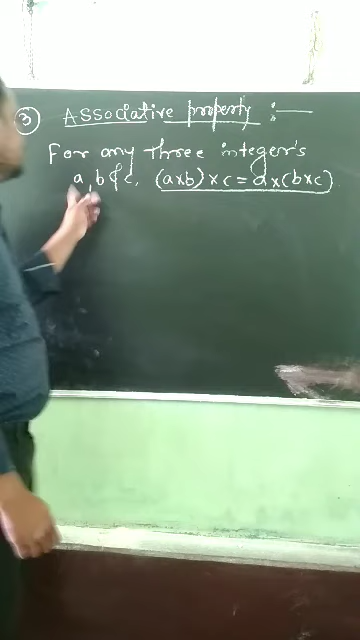 ③ Associative property :—
For any three integer's
a, b & c, (a×b)×c = a×(b×c)